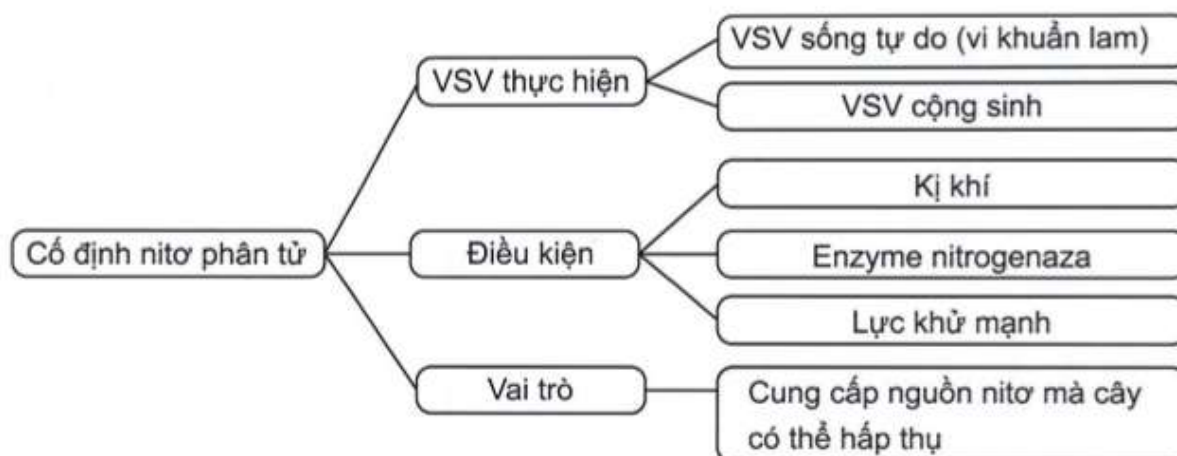 VSV sống tự do (vi khuẩn lam)
VSV thực hiện
VSV cộng sinh
Kị khí
Cố định nitơ phân tử
Điều kiện
Enzyme nitrogenaza
Lực khử mạnh
Vai trò
Cung cấp nguồn nitơ mà cây
có thể hấp thụ